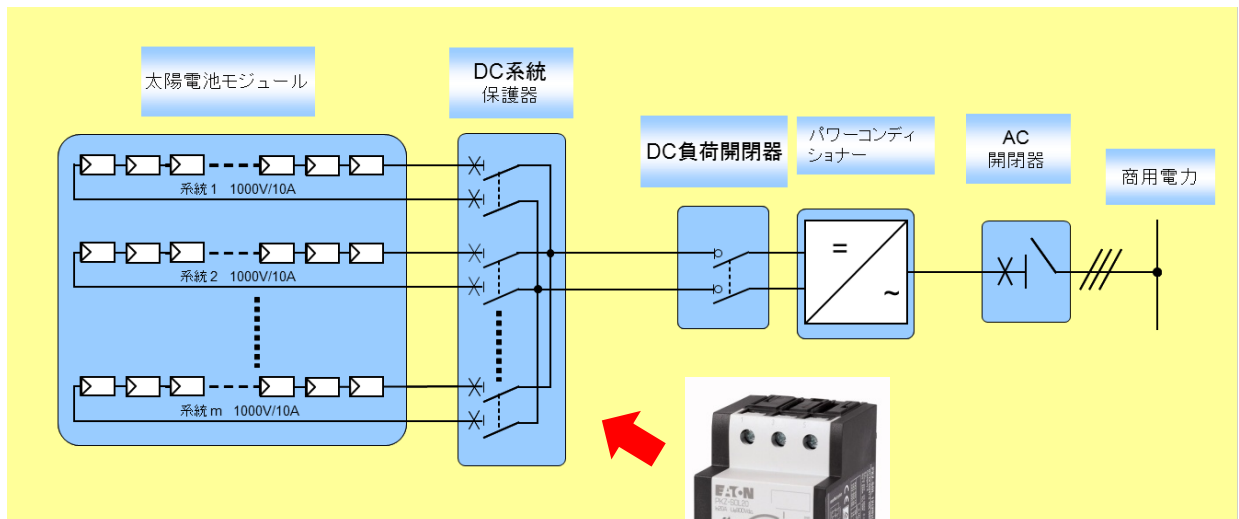 太陽電池モジュール
DC系統
保護器
DC負荷開閉器
パワーコンディ
ショナー
AC
開閉器
商用電力
系統1 1000V/10A
系統2 1000V/10A
系統m 1000V/10A
=
~
EATON